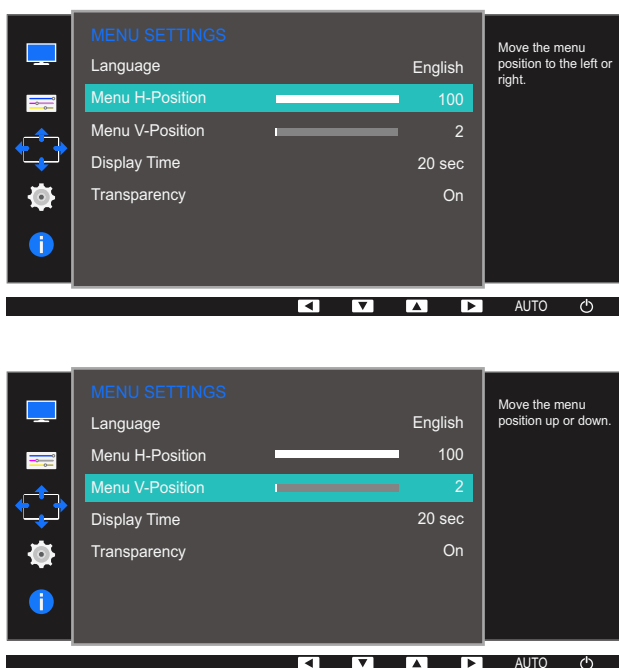 MENU SETTINGS
Language English
Menu H-Position 100
Menu V-Position 2
Display Time 20 sec
Transparency On
Move the menu
position to the left or
right.
AUTO
MENU SETTINGS
Language English
Menu H-Position 100
Menu V-Position 2
Display Time 20 sec
Transparency On
Move the menu
position up or down.
AUTO